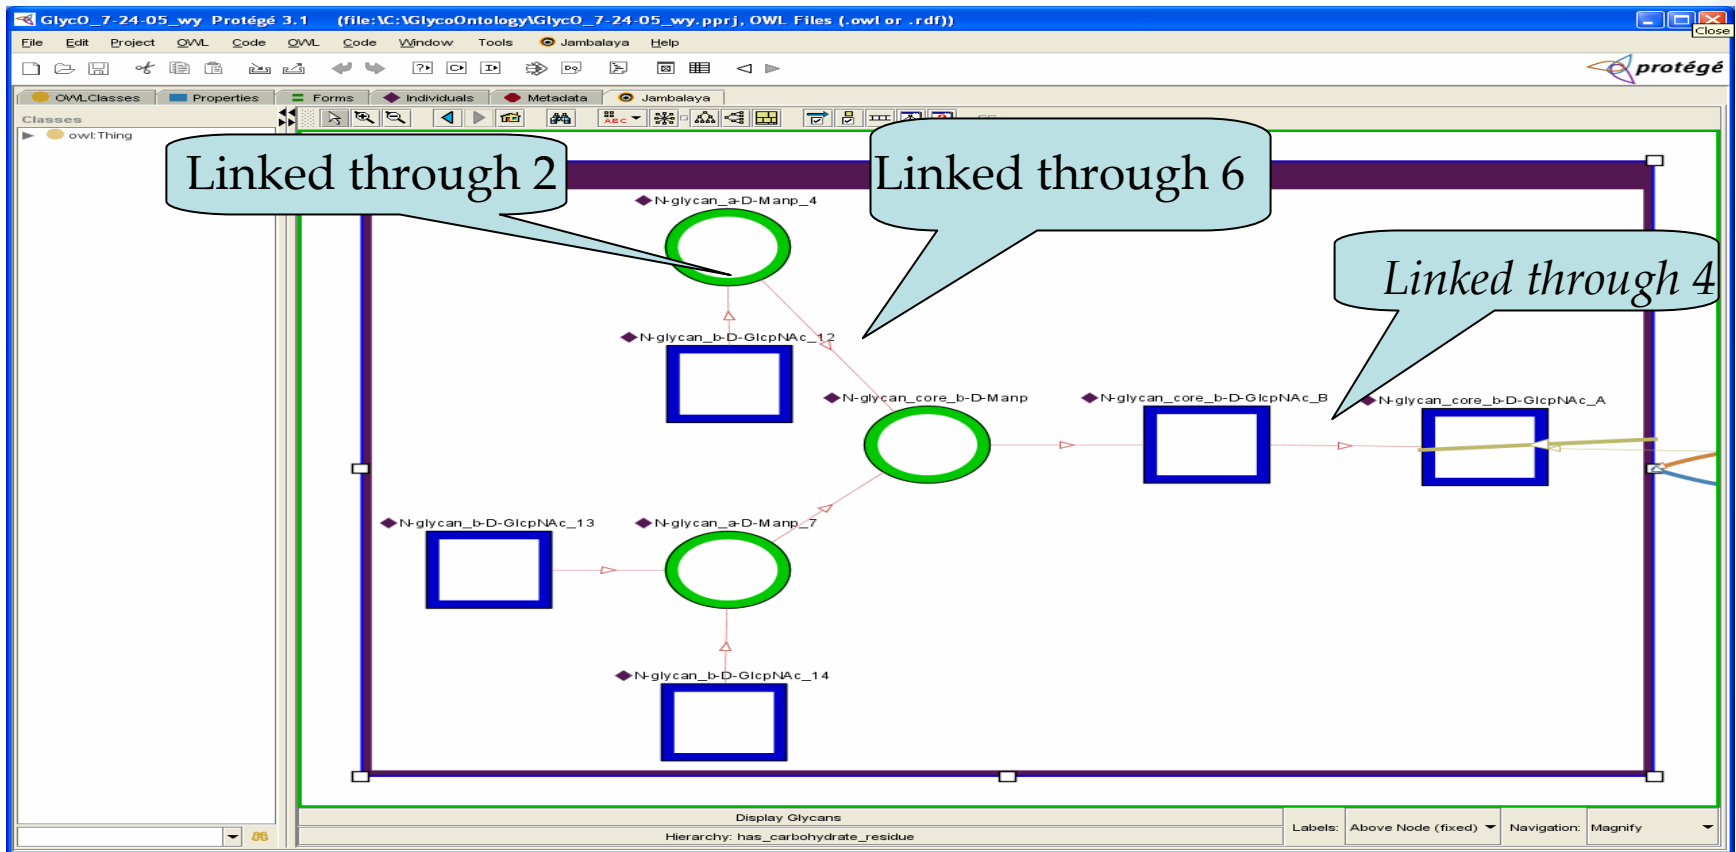 GlycO_7-24-05_wy Protégé 3.1 (file:\C:\GlycoOntology\GlycO_7-24-05_wy.pprj, OWL Files (.owl or .rdf))
Close
File Edit Project OWL Code OWL Code Window Tools Jambalaya Help
protégé
OWLClasses Properties Forms Individuals Metadata Jambalaya
Classes
owl:Thing
Linked through 2
Linked through 6
Linked through 4
N-glycan_a-D-Manp_4
N-glycan_b-D-GlcpNAc_12
N-glycan_core_b-D-Manp
N-glycan_core_b-D-GlcpNAc_B
N-glycan_core_b-D-GlcpNAc_A
N-glycan_b-D-GlcpNAc_13
N-glycan_a-D-Manp_7
N-glycan_b-D-GlcpNAc_14
Display Glycans
Hierarchy: has_carbohydrate_residue
Labels: Above Node (fixed) Navigation: Magnify